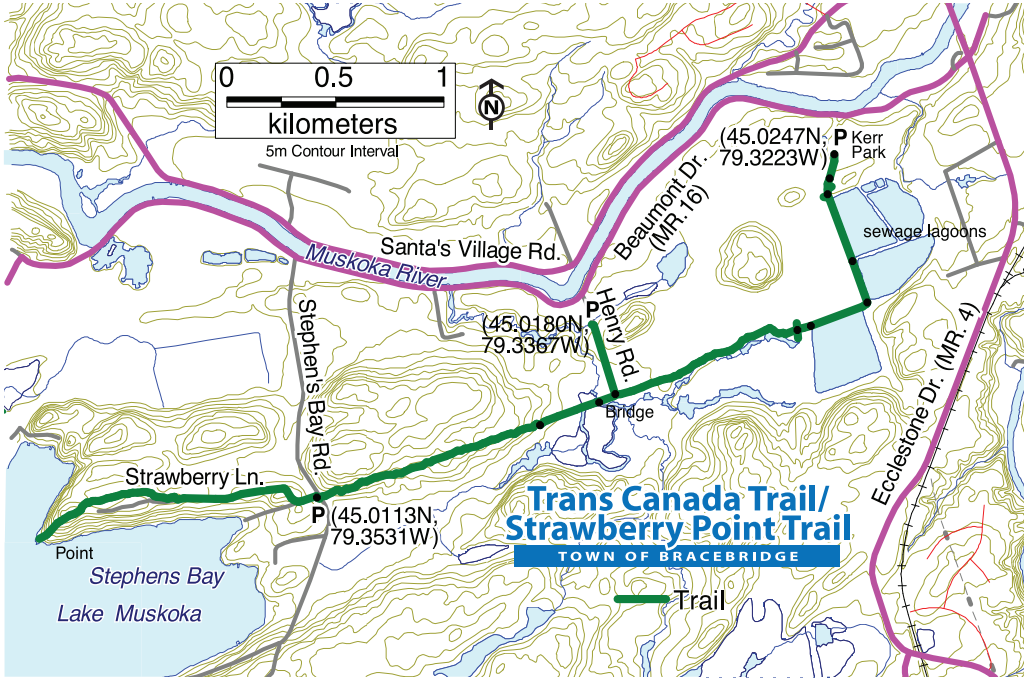 0 0.5 1
kilometers
5m Contour Interval
N
(45.0247N,
79.3223W)
P Kerr
Park
sewage lagoons
Beaumont Dr.
(MR.16)
Santa's Village Rd.
Muskoka River
Stephen's Bay Rd.
P
(45.0180N,
79.3367W)
Henry Rd.
Bridge
Ecclestone Dr. (MR. 4)
Strawberry Ln.
P
(45.0113N,
79.3531W)
Point
Stephens Bay
Lake Muskoka
Trans Canada Trail/
Strawberry Point Trail
TOWN OF BRACEBRIDGE
Trail